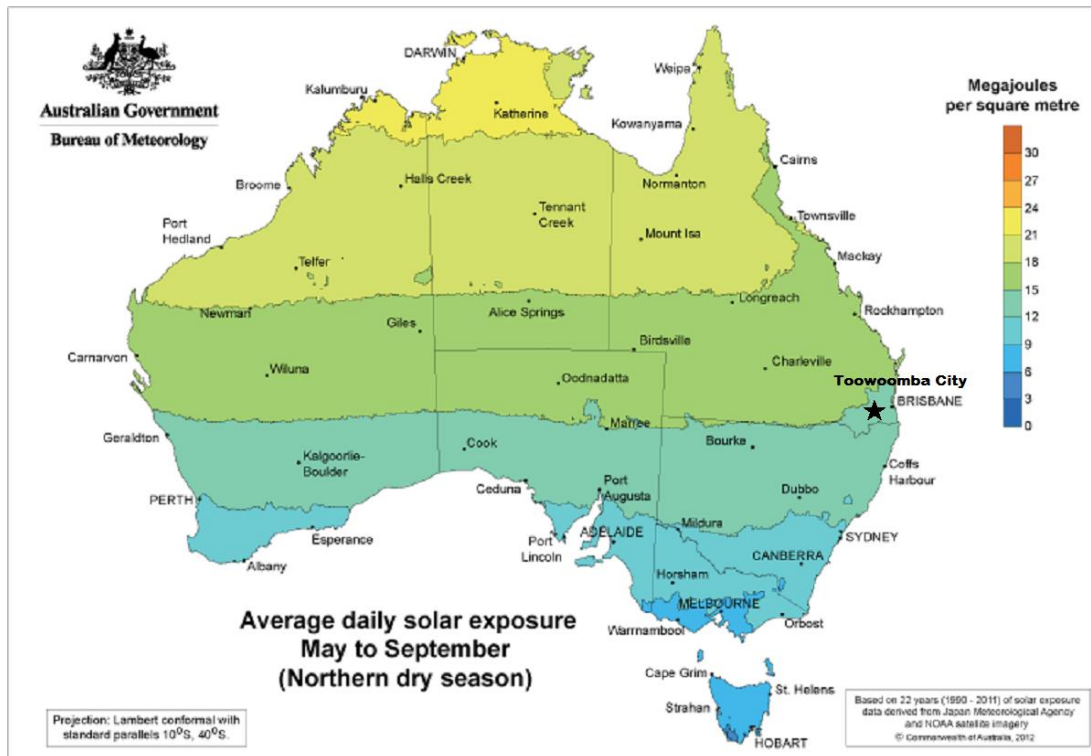 Australian Government
Bureau of Meteorology
DARWIN
Kalumburu
Katherine
Weipa
Kowanyama
Megajoules
per square metre
30
27
24
21
18
15
12
9
6
3
0
Broome
Halls Creek
Normanton
Cairns
Tennant
Creek
Townsville
Port
Hedland
Mount Isa
Mackay
Telfer
Newman
Alice Springs
Longreach
Rockhampton
Giles
Birdsville
Carnarvon
Wiluna
Oodnadatta
Charleville
Toowoomba City
BRISBANE
Geraldton
Marree
Cook
Bourke
Kalgoorlie-
Boulder
Coffs
Harbour
Ceduna
Port
Augusta
Dubbo
PERTH
Mildura
SYDNEY
Esperance
Port
Lincoln
ADELAIDE
CANBERRA
Albany
Horsham
MELBOURNE
Warrnambool
Orbost
Average daily solar exposure
May to September
(Northern dry season)
Cape Grim
St. Helens
Strahan
HOBART
Projection: Lambert conformal with
standard parallels 10⁰S, 40⁰S.
Based on 22 years (1990 - 2011) of solar exposure
data derived from Japan Meteorological Agency
and NOAA satellite imagery
© Commonwealth of Australia, 2012